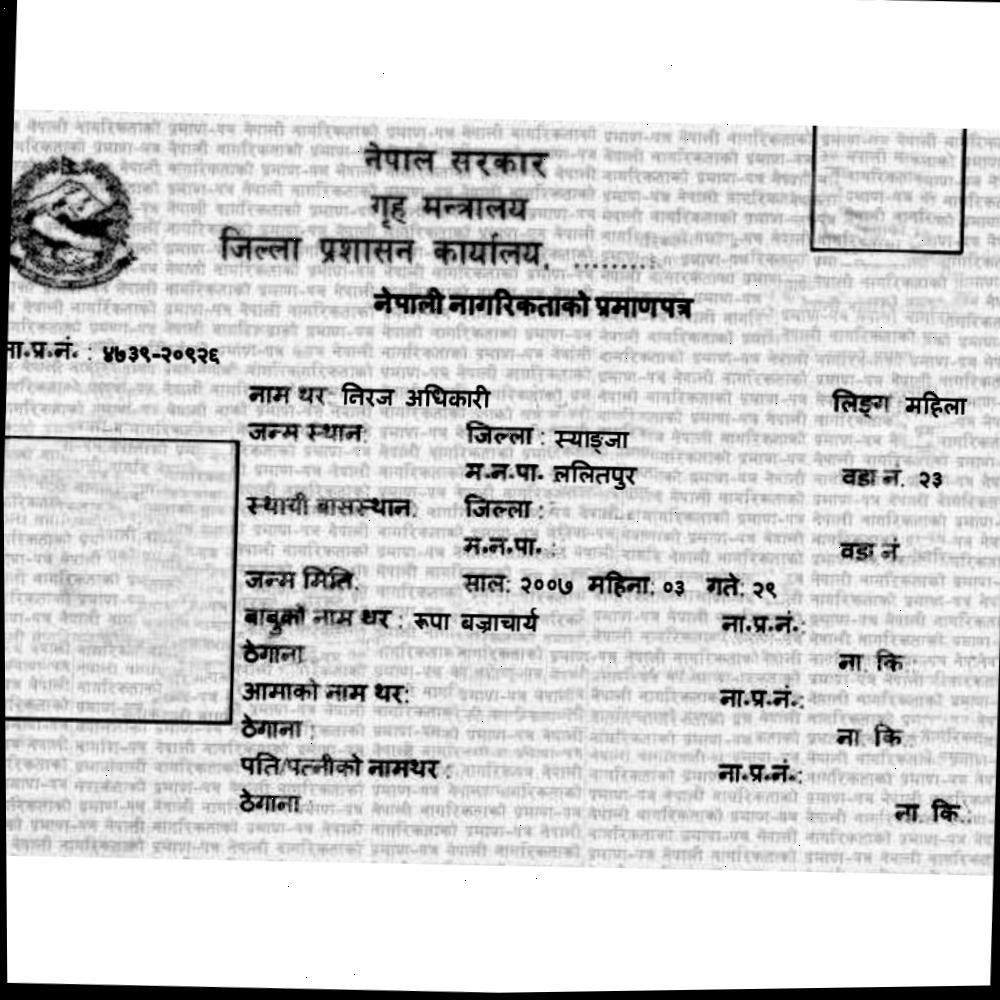 नेपाल सरकार
गृह मन्त्रालय
जिल्ला प्रशासन कार्यालय, ..........
नेपाली नागरिकताको प्रमाणपत्र
ना.प्र.नं. : ४७३९-२०९२६
नाम थर: निरज अधिकारी लिङ्ग: महिला
जन्म स्थान: जिल्ला : स्याङ्जा
म.न.पा. ललितपुर वडा नं. २३
स्थायी बासस्थान: जिल्ला :
म.न.पा. : वडा नं
जन्म मिति: साल: २००७ महिना: ०३ गते: २९
बाबुको नाम थर : रूपा बज्राचार्य ना.प्र.नं.:
ठेगाना ना. कि.:
आमाको नाम थर: ना.प्र.नं.:
ठेगाना : ना. कि.:
पति/पत्नीको नामथर : ना.प्र.नं.:
ठेगाना : ना. कि.: